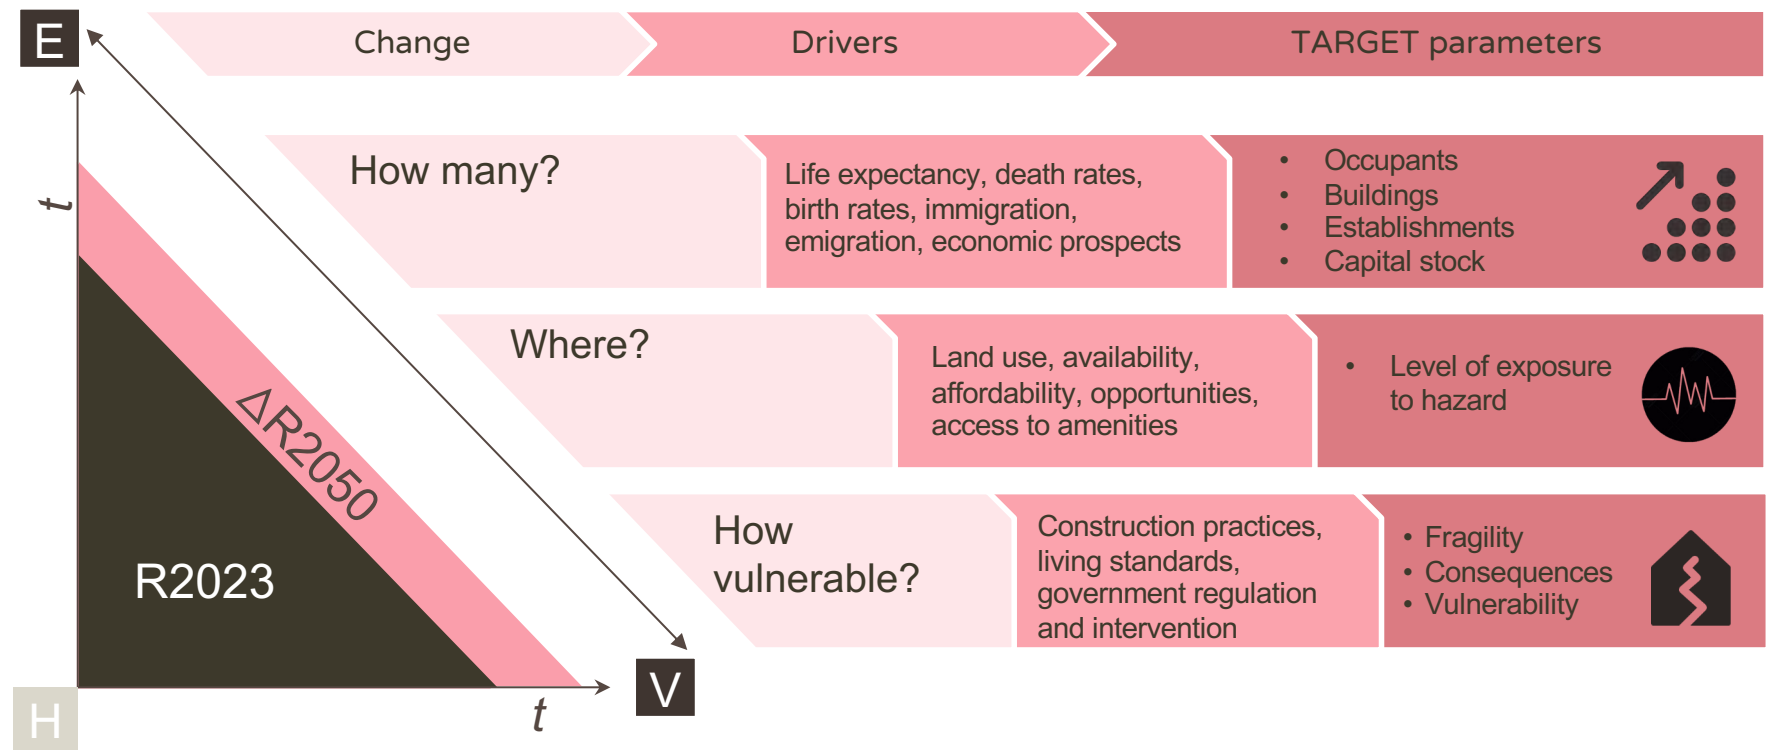 E
Change
Drivers
TARGET parameters
How many?
Life expectancy, death rates,
birth rates, immigration,
emigration, economic prospects
• Occupants
• Buildings
• Establishments
• Capital stock
t
Where?
Land use, availability,
affordability, opportunities,
access to amenities
• Level of exposure
to hazard
ΔR2050
R2023
How
vulnerable?
Construction practices,
living standards,
government regulation
and intervention
• Fragility
• Consequences
• Vulnerability
H
t
V